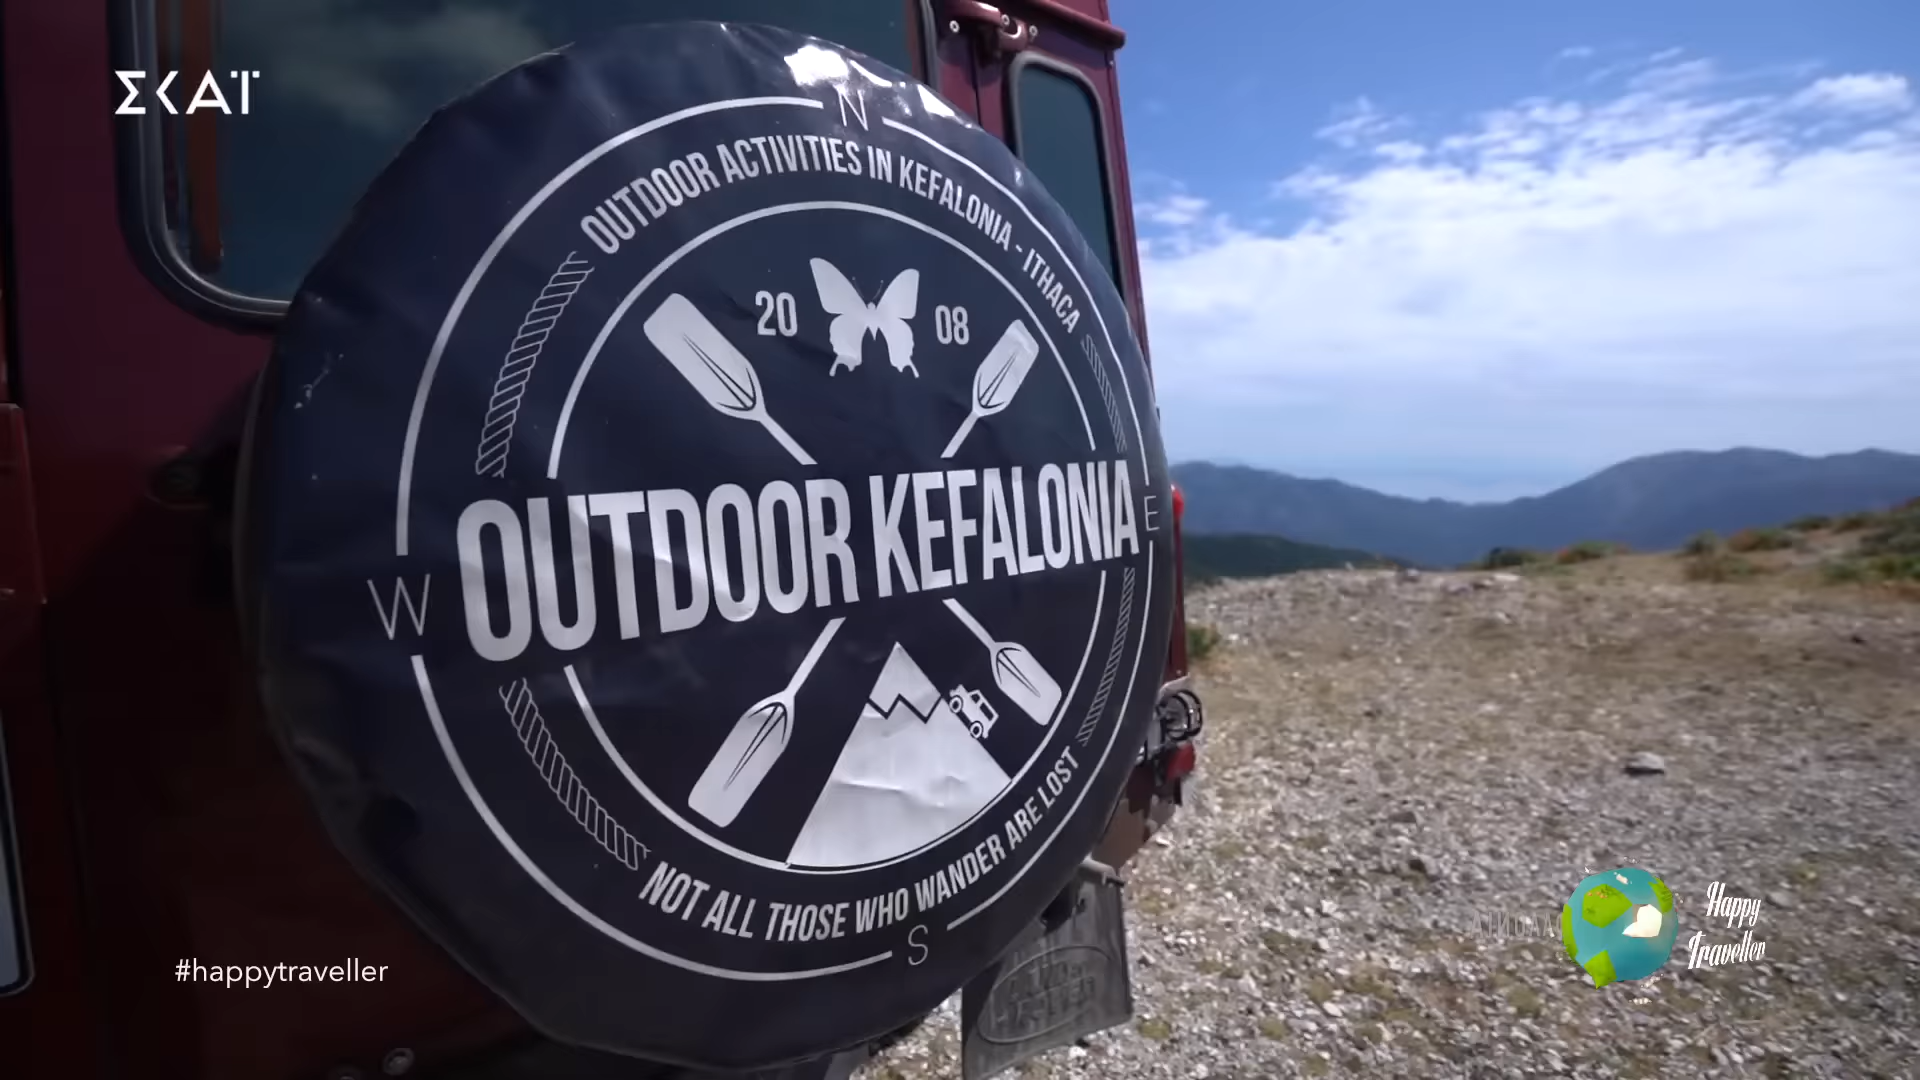 ΣΚΑΪ
N
OUTDOOR ACTIVITIES IN KEFALONIA - ITHACA
20 08
OUTDOOR KEFALONIA
E
W
NOT ALL THOSE WHO WANDER ARE LOST
S
#happytraveller
Happy
Traveller